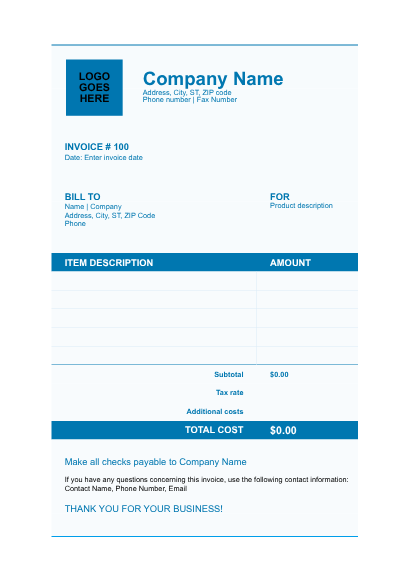 LOGO
GOES
HERE
Company Name
Address, City, ST, ZIP code
Phone number | Fax Number
INVOICE # 100
Date: Enter invoice date
BILL TO
Name | Company
Address, City, ST, ZIP Code
Phone
FOR
Product description
ITEM DESCRIPTION AMOUNT
Subtotal $0.00
Tax rate
Additional costs
TOTAL COST $0.00
Make all checks payable to Company Name
If you have any questions concerning this invoice, use the following contact information:
Contact Name, Phone Number, Email
THANK YOU FOR YOUR BUSINESS!